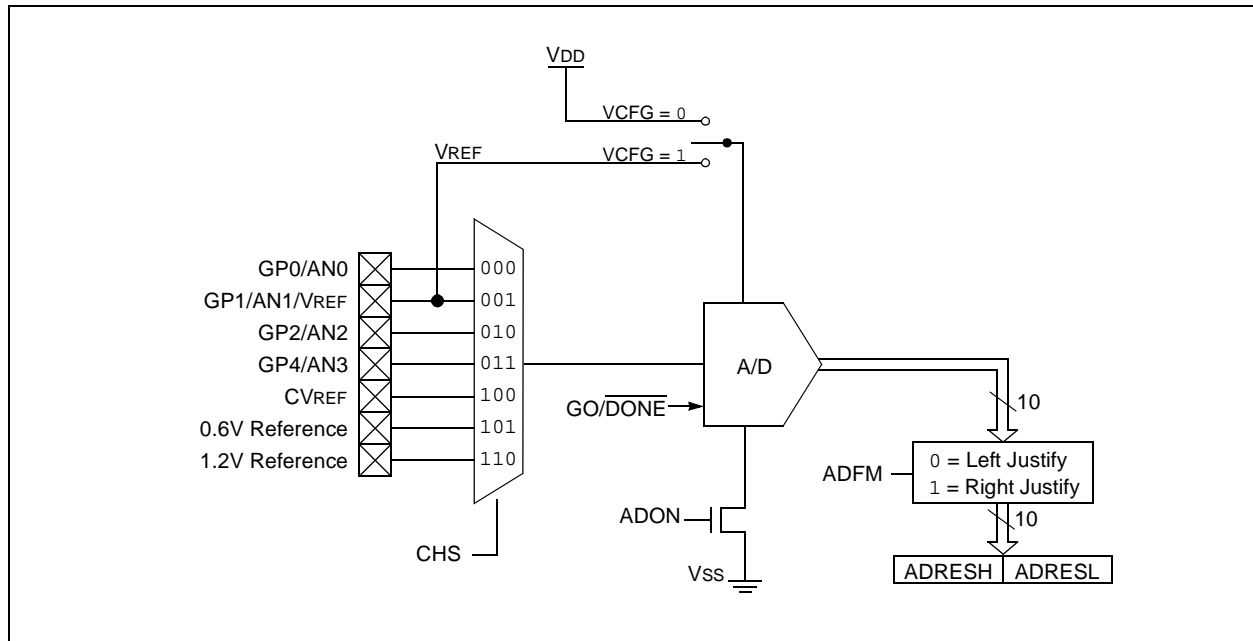 VDD
VCFG = 0
VREF
VCFG = 1
GP0/AN0
000
GP1/AN1/VREF
001
GP2/AN2
010
GP4/AN3
011
A/D
CVREF
100
GO/DONE
10
0.6V Reference
101
1.2V Reference
110
ADFM
0 = Left Justify
1 = Right Justify
ADON
10
CHS
VSS
ADRESH ADRESL